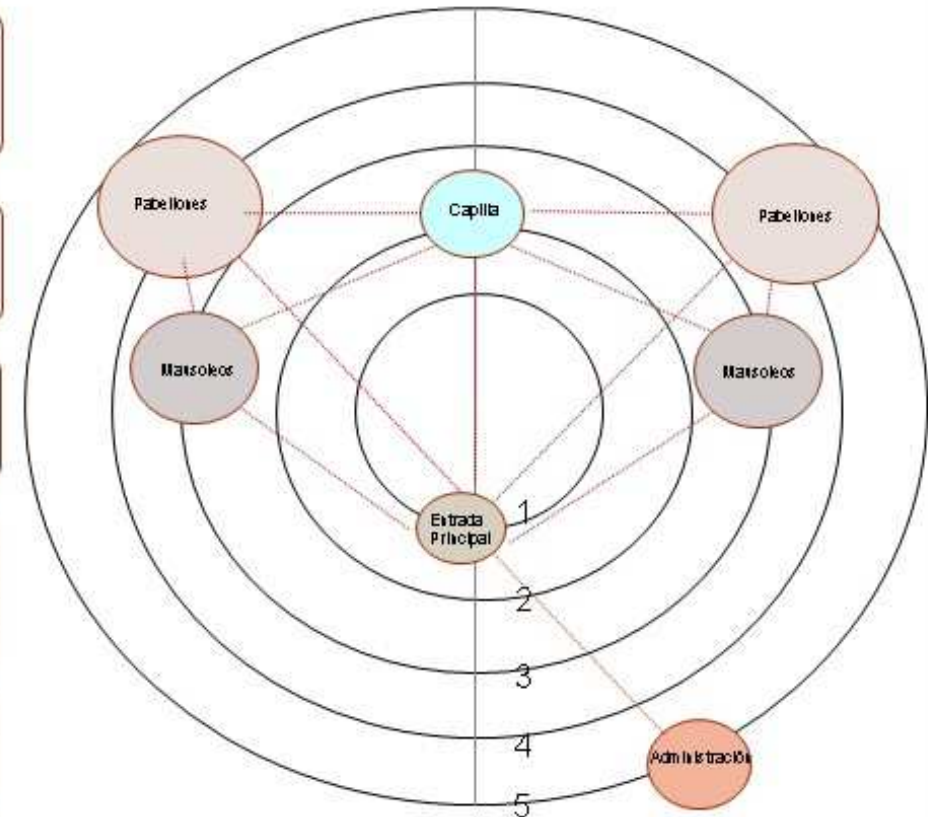 Pabellones
Capilla
Pabellones
Mausoleos
Mausoleos
Entrada
Principal
1
2
3
4
Administración
5